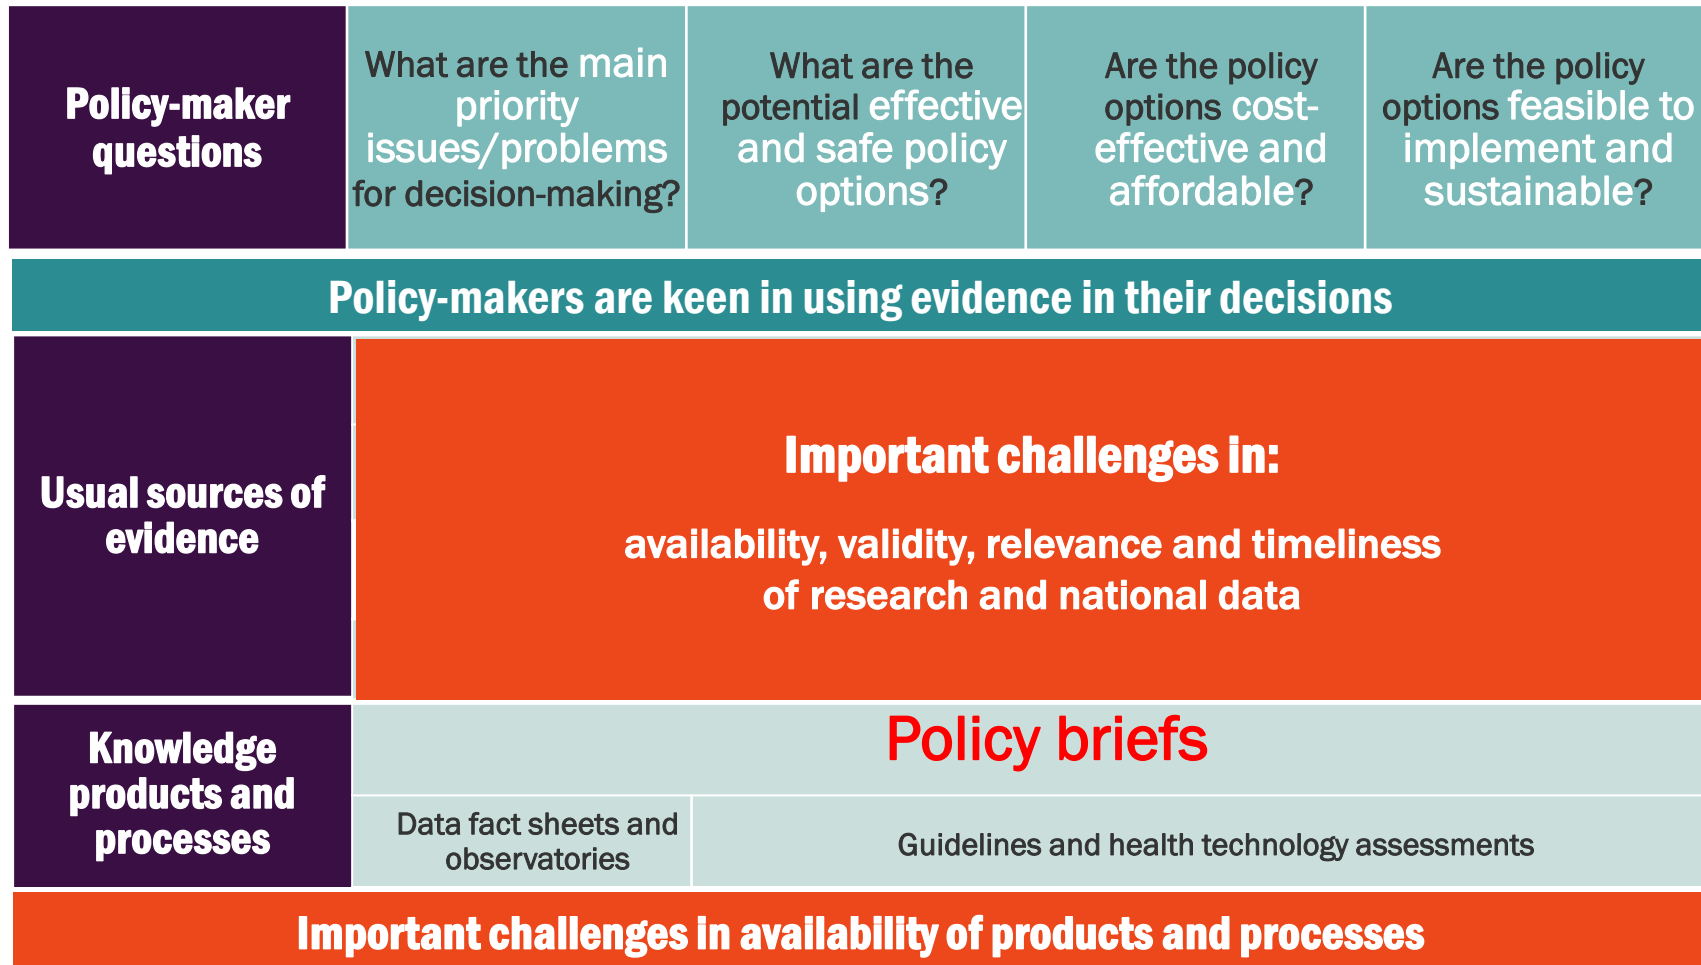 Policy-maker
questions
What are the main
priority
issues/problems
for decision-making?
What are the
potential effective
and safe policy
options?
Are the policy
options cost-
effective and
affordable?
Are the policy
options feasible to
implement and
sustainable?
Policy-makers are keen in using evidence in their decisions
Usual sources of
evidence
Important challenges in:
availability, validity, relevance and timeliness
of research and national data
Knowledge
products and
processes
Policy briefs
Data fact sheets and
observatories
Guidelines and health technology assessments
Important challenges in availability of products and processes